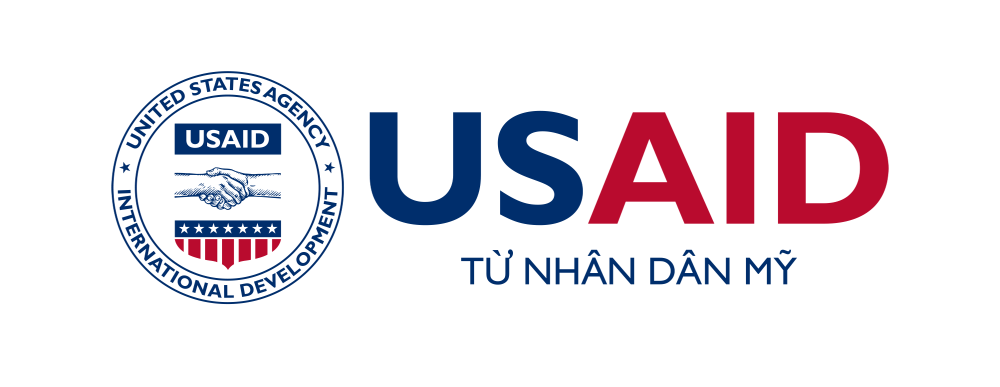 UNITED STATES AGENCY
INTERNATIONAL DEVELOPMENT
USAID
USAID
TỪ NHÂN DÂN MỸ